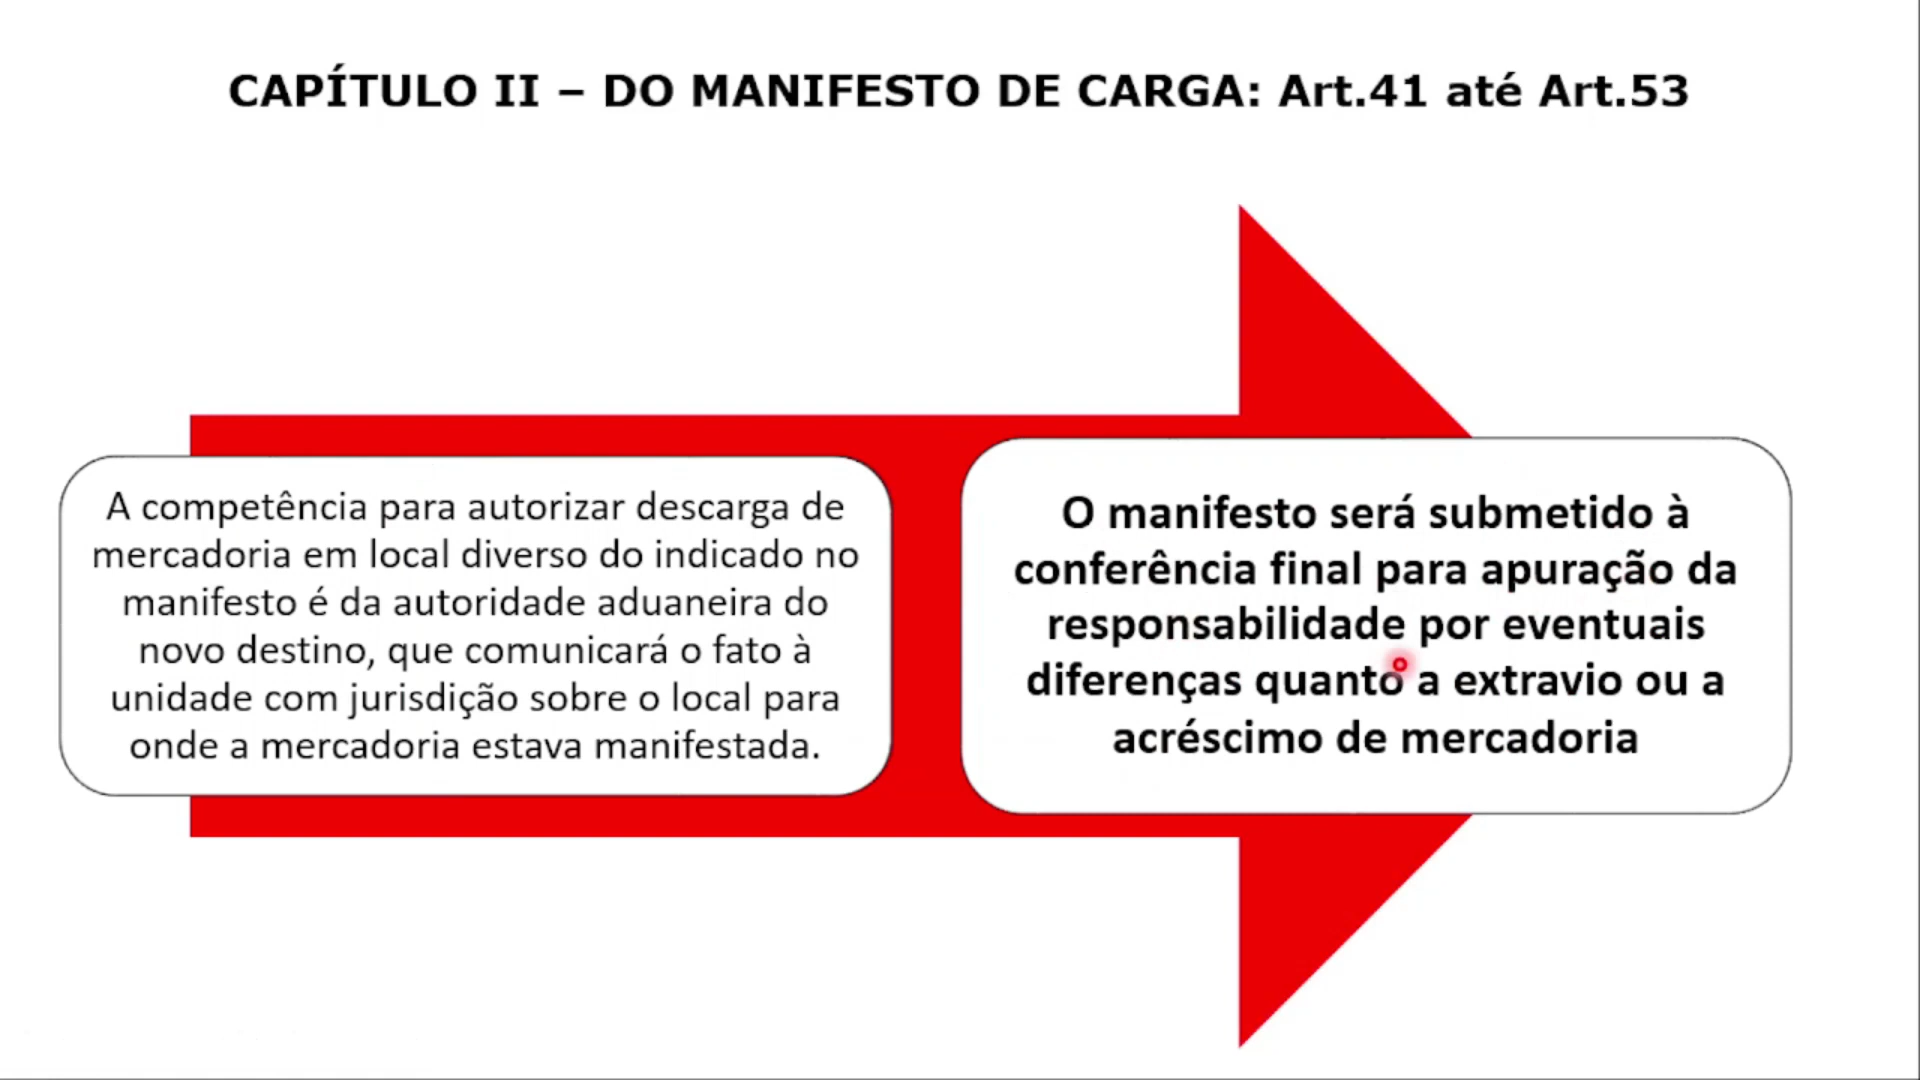 CAPÍTULO II – DO MANIFESTO DE CARGA: Art.41 até Art.53
A competência para autorizar descarga de
mercadoria em local diverso do indicado no
manifesto é da autoridade aduaneira do
novo destino, que comunicará o fato à
unidade com jurisdição sobre o local para
onde a mercadoria estava manifestada.
O manifesto será submetido à
conferência final para apuração da
responsabilidade por eventuais
diferenças quanto a extravio ou a
acréscimo de mercadoria